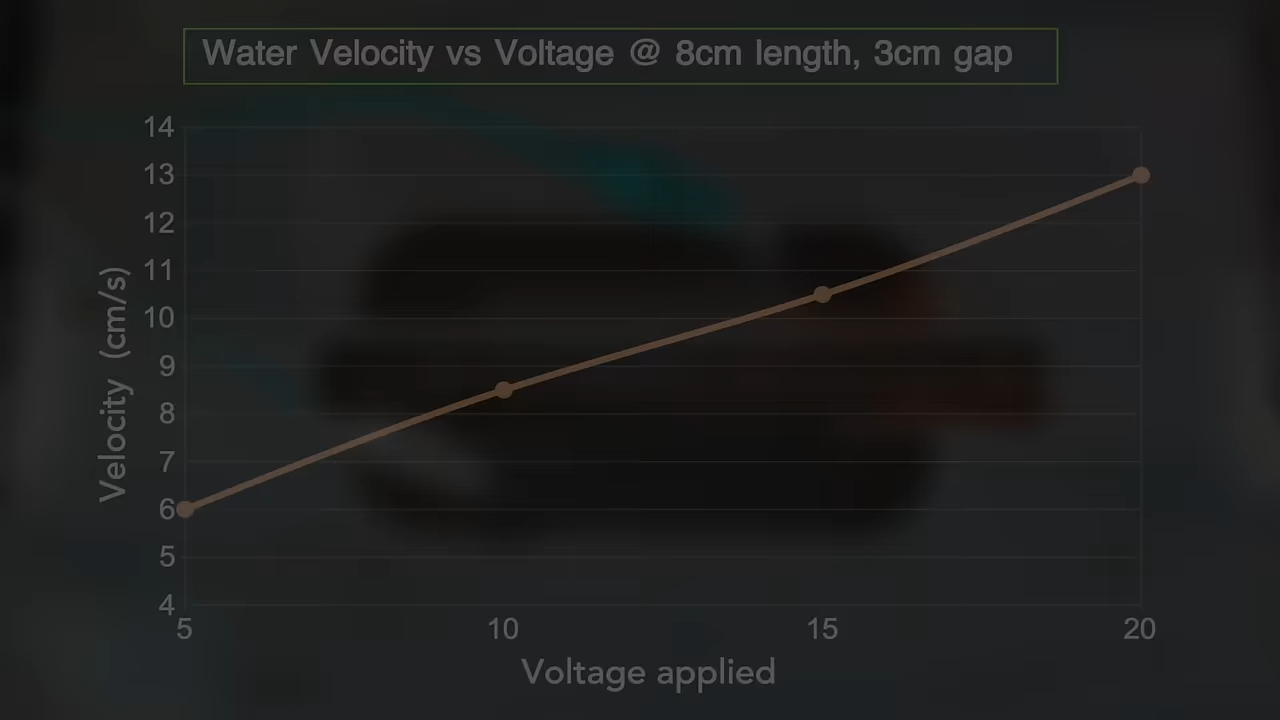 Water Velocity vs Voltage @ 8cm length, 3cm gap
14
13
12
11
10
9
8
7
6
5
4
Velocity (cm/s)
5 10 15 20
Voltage applied